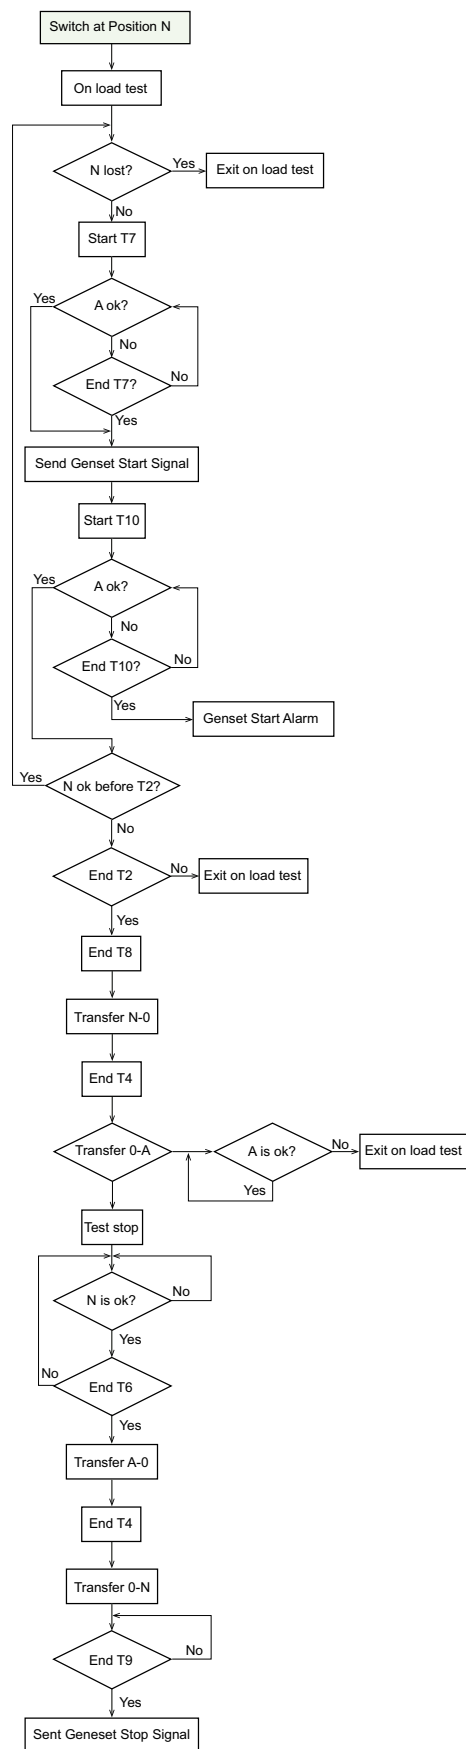 Switch at Position N
On load test
N lost?
Yes
Exit on load test
No
Start T7
Yes
A ok?
No
End T7?
No
Yes
Send Genset Start Signal
Start T10
Yes
A ok?
No
End T10?
No
Yes
Genset Start Alarm
Yes
N ok before T2?
No
End T2
No
Exit on load test
Yes
End T8
Transfer N-0
End T4
Transfer 0-A
A is ok?
No
Exit on load test
Yes
Test stop
N is ok?
No
Yes
No
End T6
Yes
Transfer A-0
End T4
Transfer 0-N
End T9
No
Yes
Sent Geneset Stop Signal